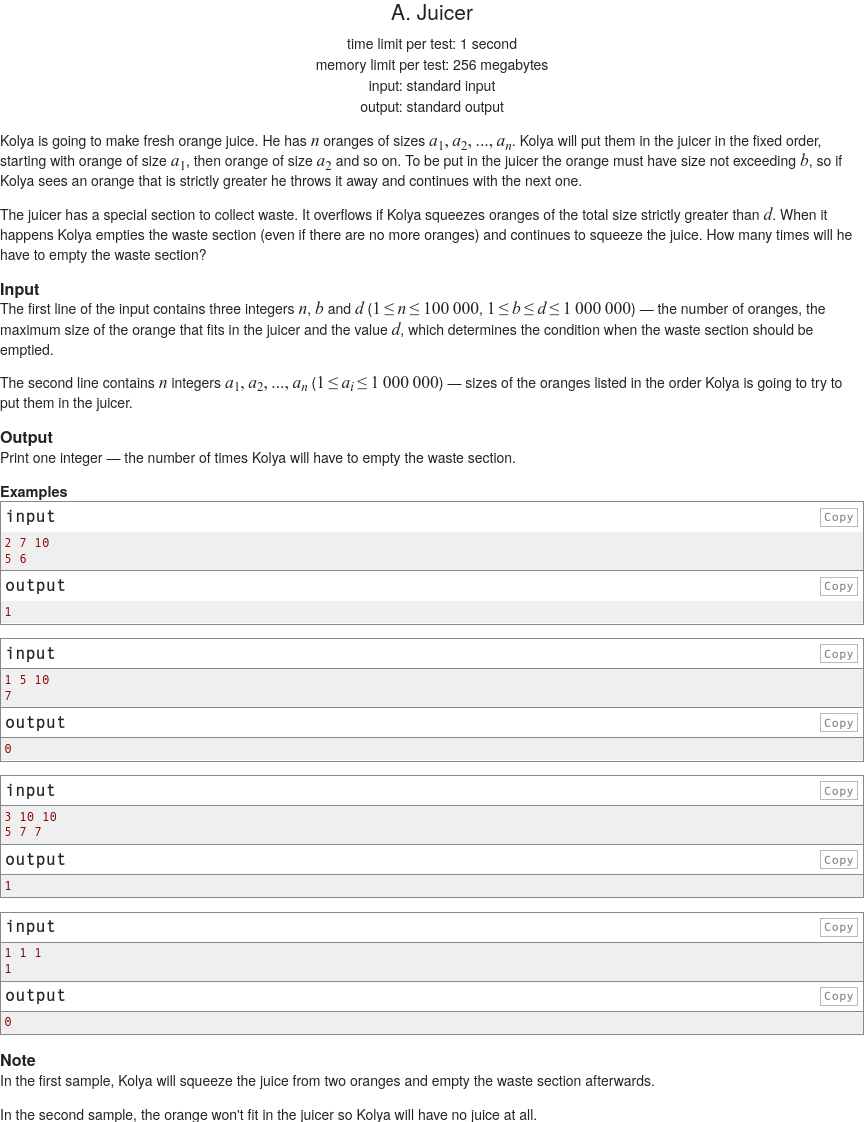 A. Juicer
time limit per test: 1 second
memory limit per test: 256 megabytes
input: standard input
output: standard output
Kolya is going to make fresh orange juice. He has n oranges of sizes a1, a2, ..., an. Kolya will put them in the juicer in the fixed order,
starting with orange of size a1, then orange of size a2 and so on. To be put in the juicer the orange must have size not exceeding b, so if
Kolya sees an orange that is strictly greater he throws it away and continues with the next one.
The juicer has a special section to collect waste. It overflows if Kolya squeezes oranges of the total size strictly greater than d. When it
happens Kolya empties the waste section (even if there are no more oranges) and continues to squeeze the juice. How many times will he
have to empty the waste section?
Input
The first line of the input contains three integers n, b and d (1 ≤ n ≤ 100 000, 1 ≤ b ≤ d ≤ 1 000 000) — the number of oranges, the
maximum size of the orange that fits in the juicer and the value d, which determines the condition when the waste section should be
emptied.
The second line contains n integers a1, a2, ..., an (1 ≤ ai ≤ 1 000 000) — sizes of the oranges listed in the order Kolya is going to try to
put them in the juicer.
Output
Print one integer — the number of times Kolya will have to empty the waste section.
Examples
input Copy
2 7 10
5 6
output Copy
1
input Copy
1 5 10
7
output Copy
0
input Copy
3 10 10
5 7 7
output Copy
1
input Copy
1 1 1
1
output Copy
0
Note
In the first sample, Kolya will squeeze the juice from two oranges and empty the waste section afterwards.
In the second sample, the orange won't fit in the juicer so Kolya will have no juice at all.